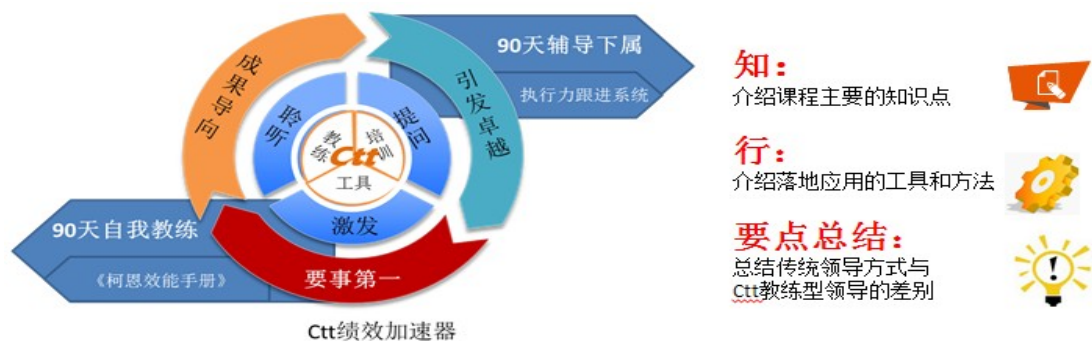 90天辅导下属
执行力跟进系统
成果导向
引发卓越
要事第一
聆听
提问
激发
教练
培训
Ctt
工具
90天自我教练
《柯恩效能手册》
Ctt绩效加速器
知：
介绍课程主要的知识点
行：
介绍落地应用的工具和方法
要点总结：
总结传统领导方式与
Ctt教练型领导的差别